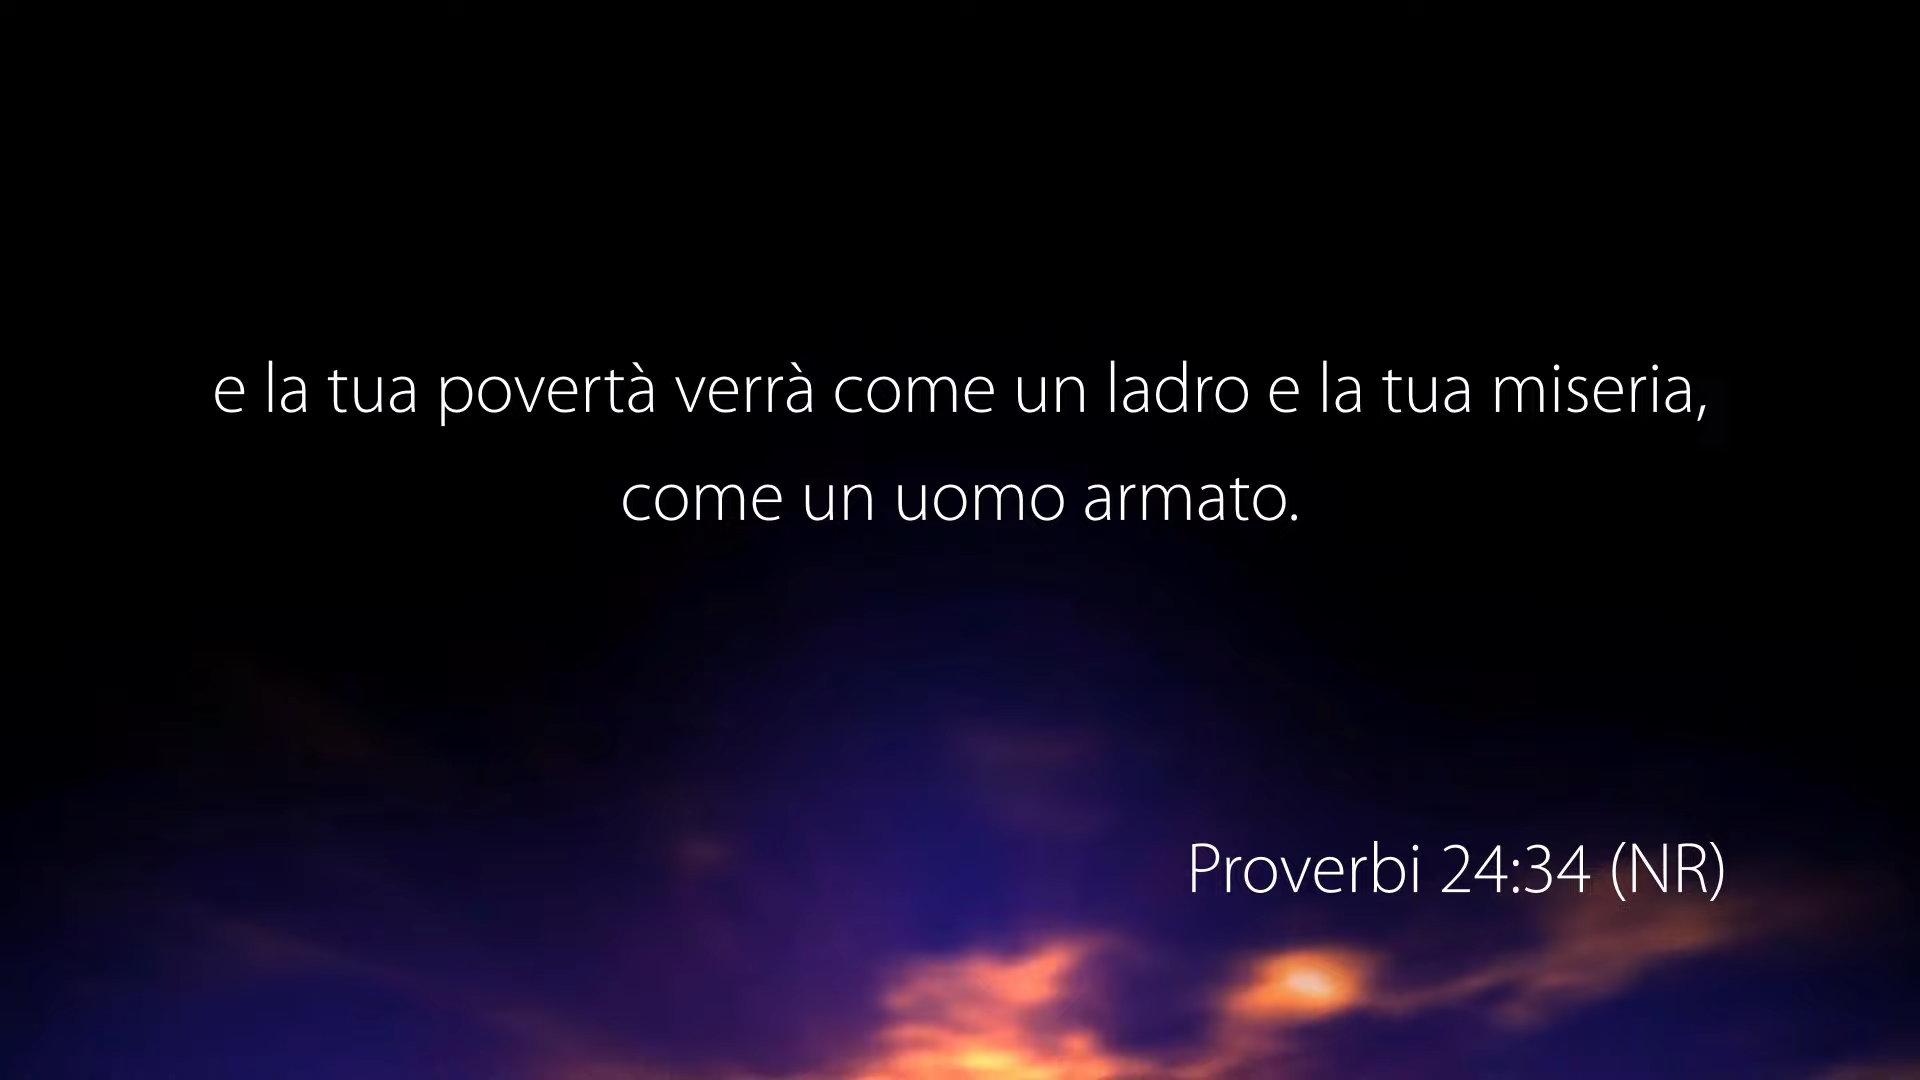 e la tua povertà verrà come un ladro e la tua miseria,
come un uomo armato.
Proverbi 24:34 (NR)